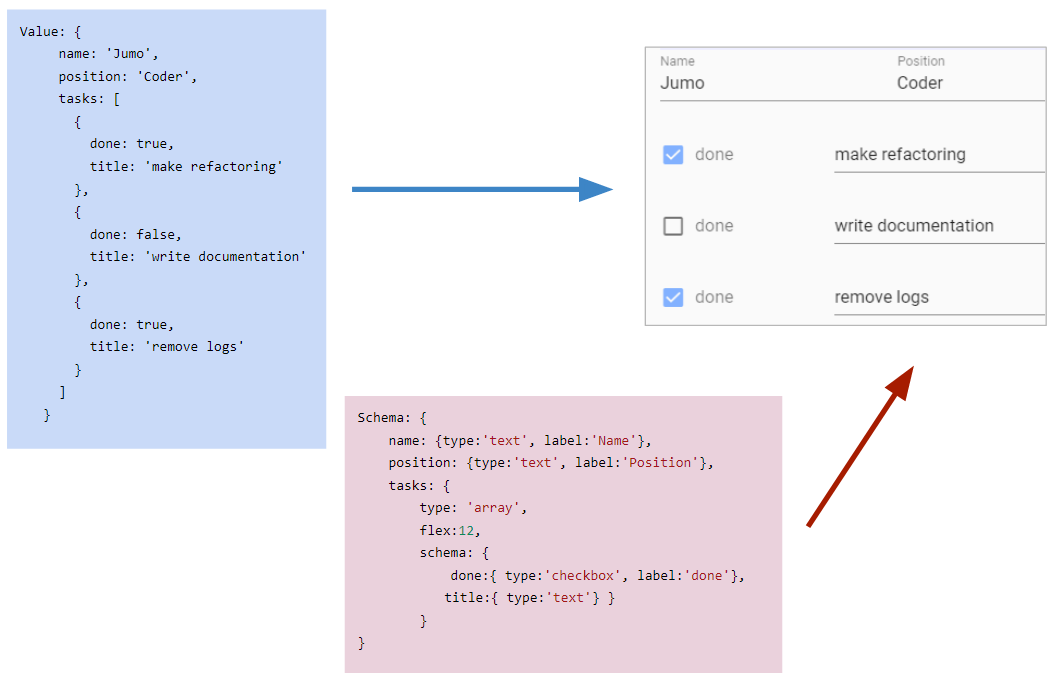 Value: {
name: 'Jumo',
position: 'Coder',
tasks: [
{
done: true,
title: 'make refactoring'
},
{
done: false,
title: 'write documentation'
},
{
done: true,
title: 'remove logs'
}
]
}
Name Position
Jumo Coder
done make refactoring
done write documentation
done remove logs
Schema: {
name: {type:'text', label:'Name'},
position: {type:'text', label:'Position'},
tasks: {
type: 'array',
flex:12,
schema: {
done:{ type:'checkbox', label:'done'},
title:{ type:'text'} }
}
}